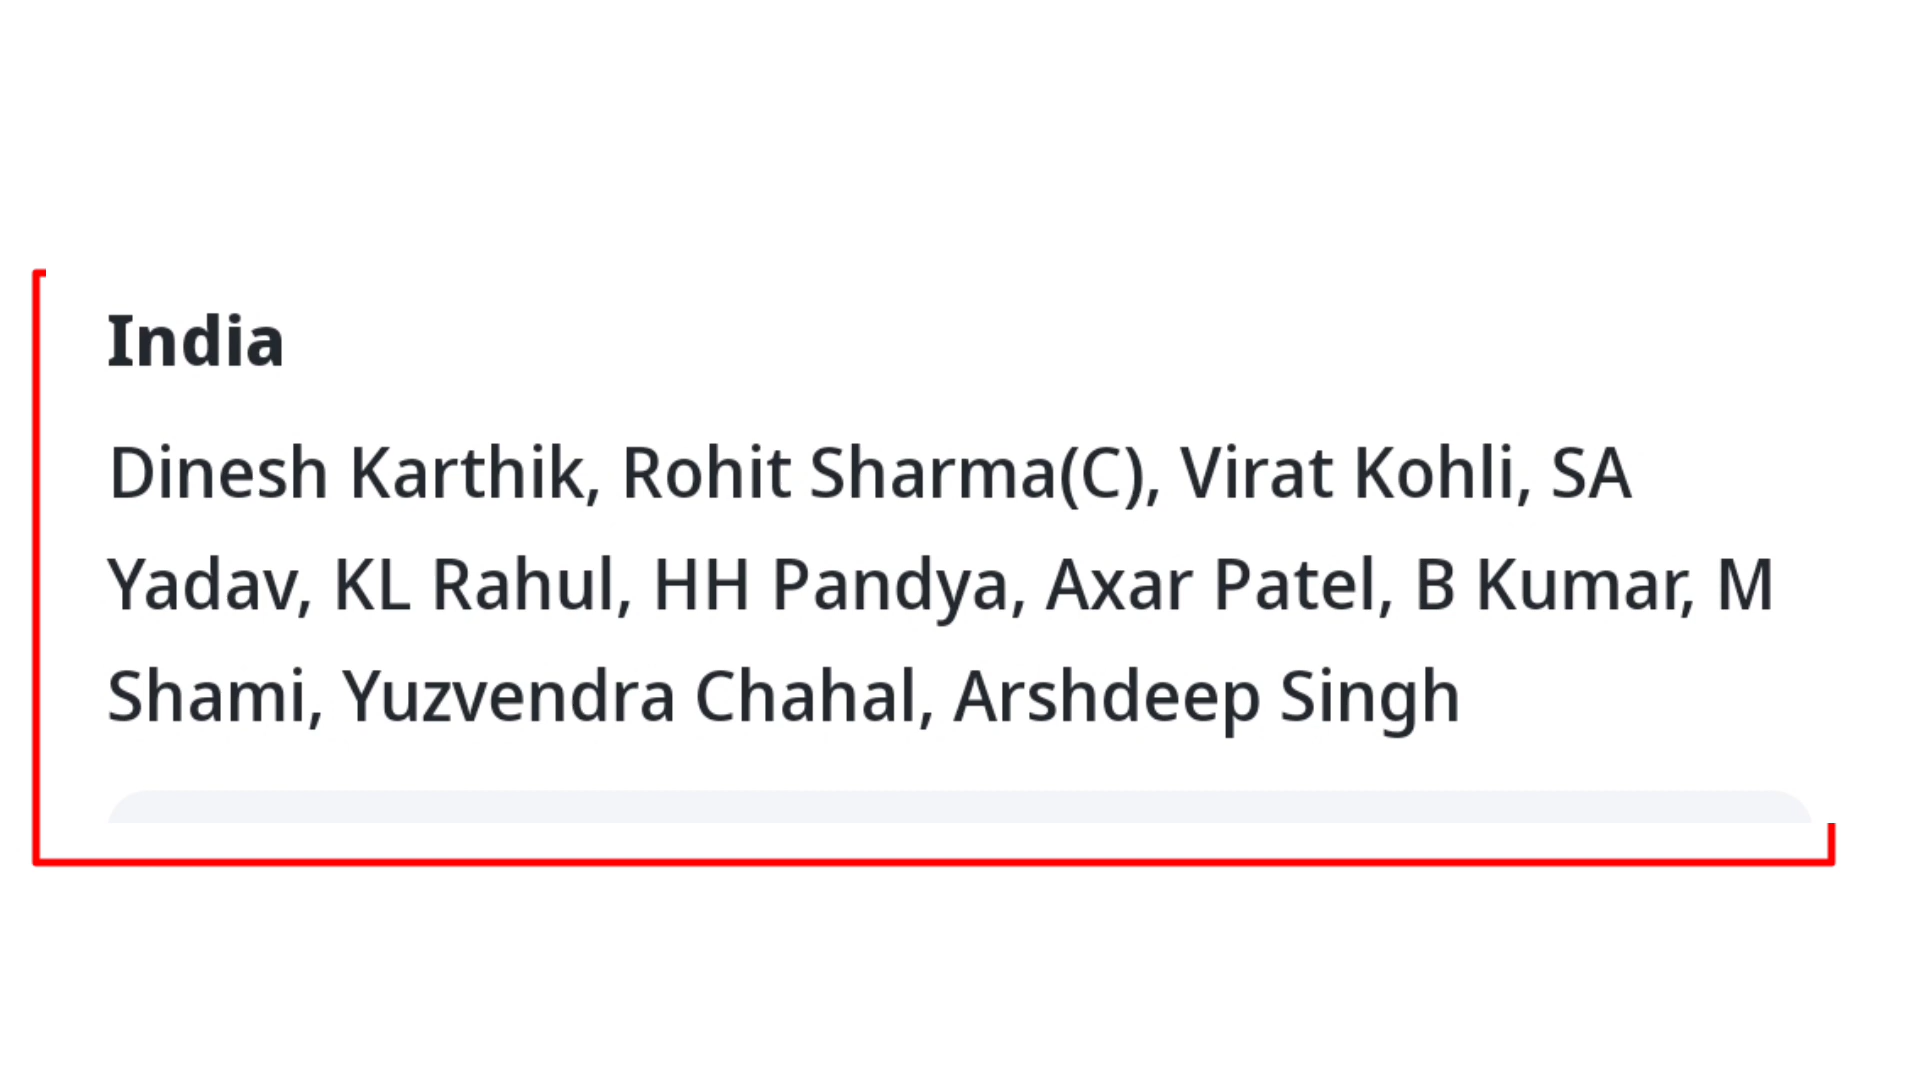 India
Dinesh Karthik, Rohit Sharma(C), Virat Kohli, SA
Yadav, KL Rahul, HH Pandya, Axar Patel, B Kumar, M
Shami, Yuzvendra Chahal, Arshdeep Singh